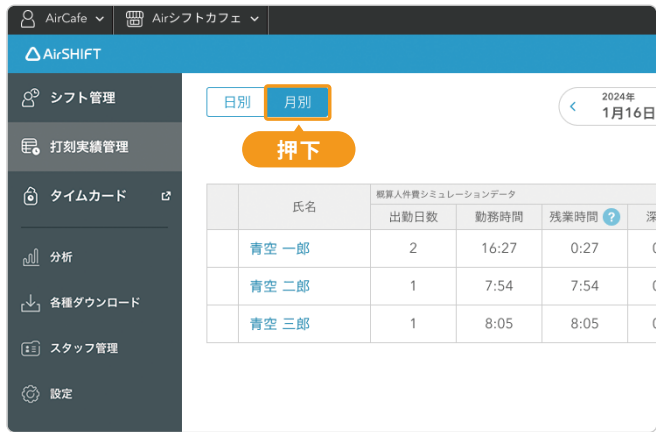 AirCafe Airシフトカフェ
AirSHIFT
シフト管理
打刻実績管理
タイムカード
分析
各種ダウンロード
スタッフ管理
設定
日別 月別
押下
2024年
1月16日
氏名
概算人件費シミュレーションデータ
出勤日数 勤務時間 残業時間 ? 深
青空 一郎 2 16:27 0:27
青空 二郎 1 7:54 7:54
青空 三郎 1 8:05 8:05